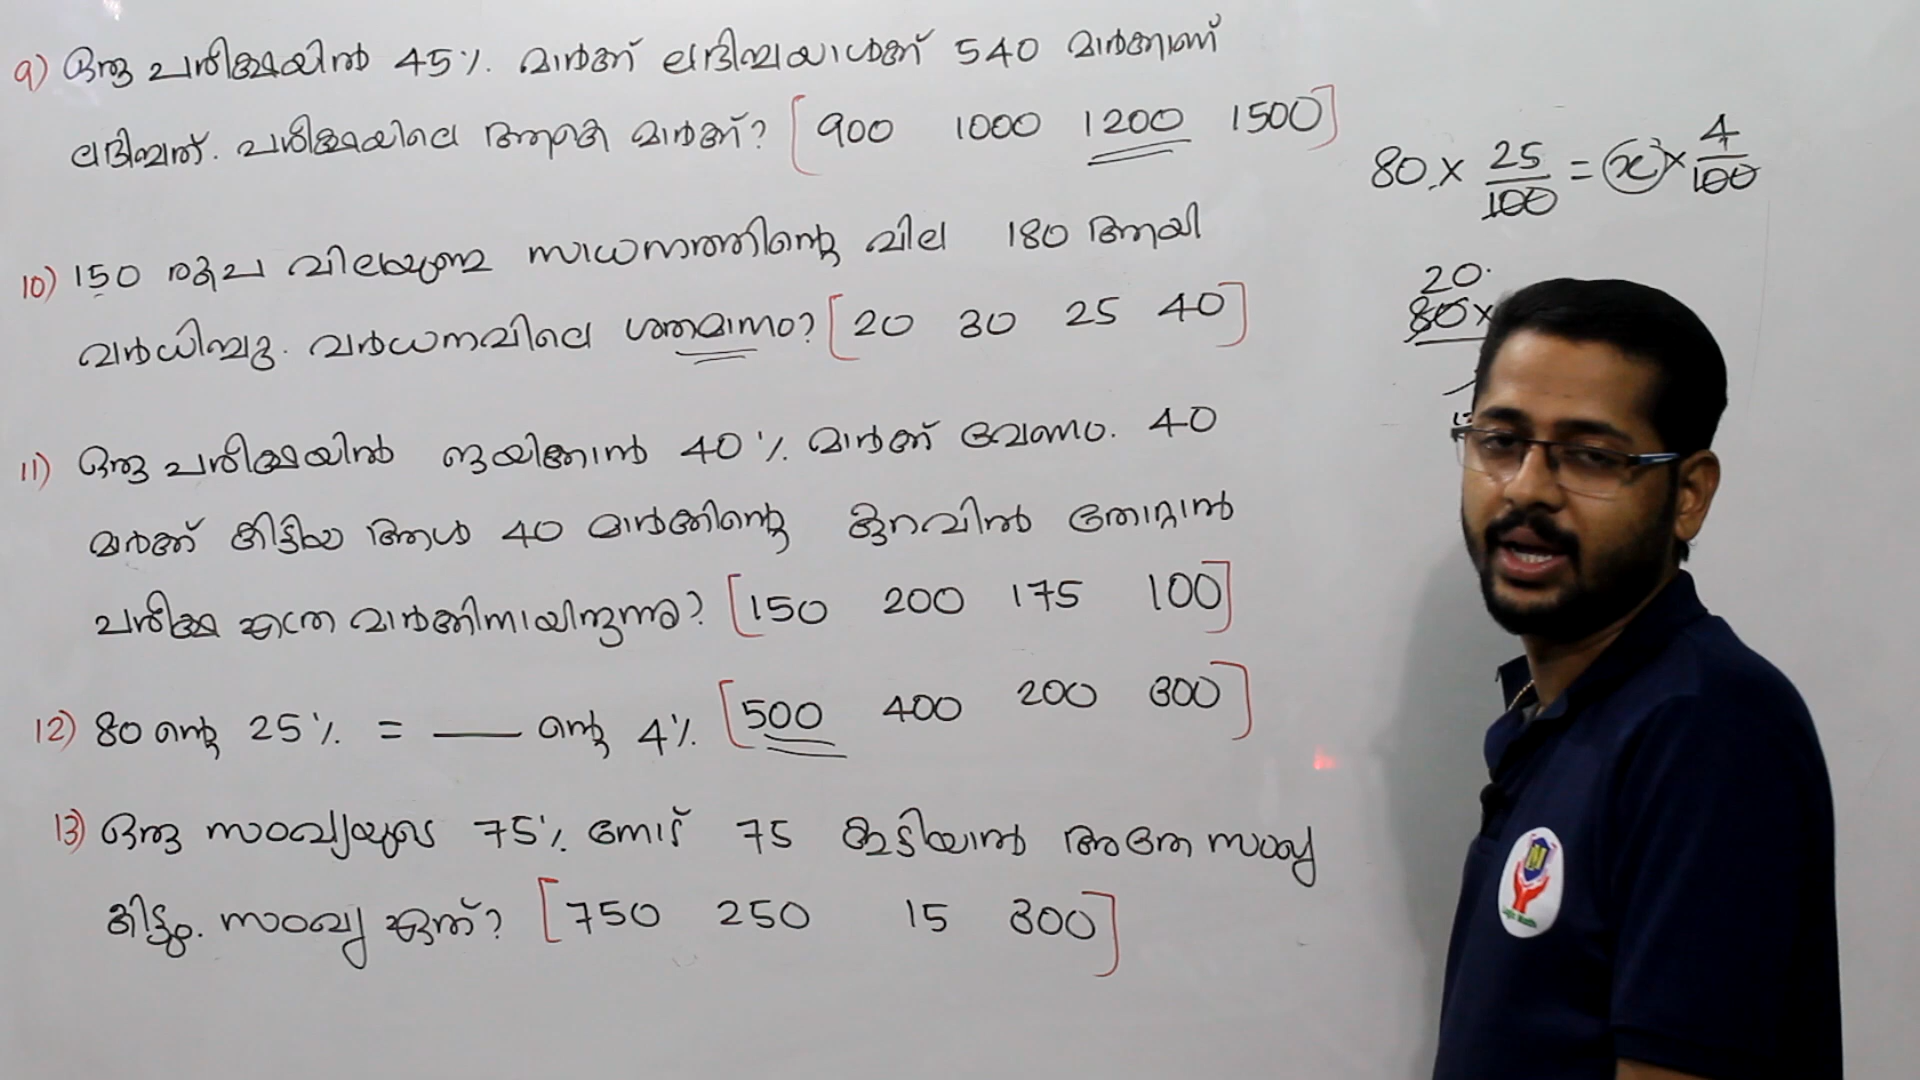 9) ഒരു പരീക്ഷയിൽ 45%. മാർക്ക് ലഭിച്ചയാൾക്ക് 540 മാർക്കാണ്
ലഭിച്ചത്. പരീക്ഷയിലെ ആകെ മാർക്ക്? [900 1000 1200 1500]
10) 150 രൂപ വിലയുള്ള സാധനത്തിന്റെ വില 180 ആയി
വർധിച്ചു. വർധനവിലെ ശതമാനം? [20 30 25 40]
11) ഒരു പരീക്ഷയിൽ ജയിക്കാൻ 40%. മാർക്ക് വേണം. 40
മാർക്ക് കിട്ടിയ ആൾ 40 മാർക്കിന്റെ കുറവിൽ തോറ്റാൽ
പരീക്ഷ എത്ര മാർക്കിനായിരുന്നു? [150 200 175 100]
12) 80 ന്റെ 25%. = ___ ന്റെ 4%. [500 400 200 300]
13) ഒരു സംഖ്യയുടെ 75%. നോട് 75 കൂട്ടിയാൽ അതേ സംഖ്യ
കിട്ടും. സംഖ്യ ഏത്? [750 250 15 300]
80 × 25/100 = x × 4/100
20
80×